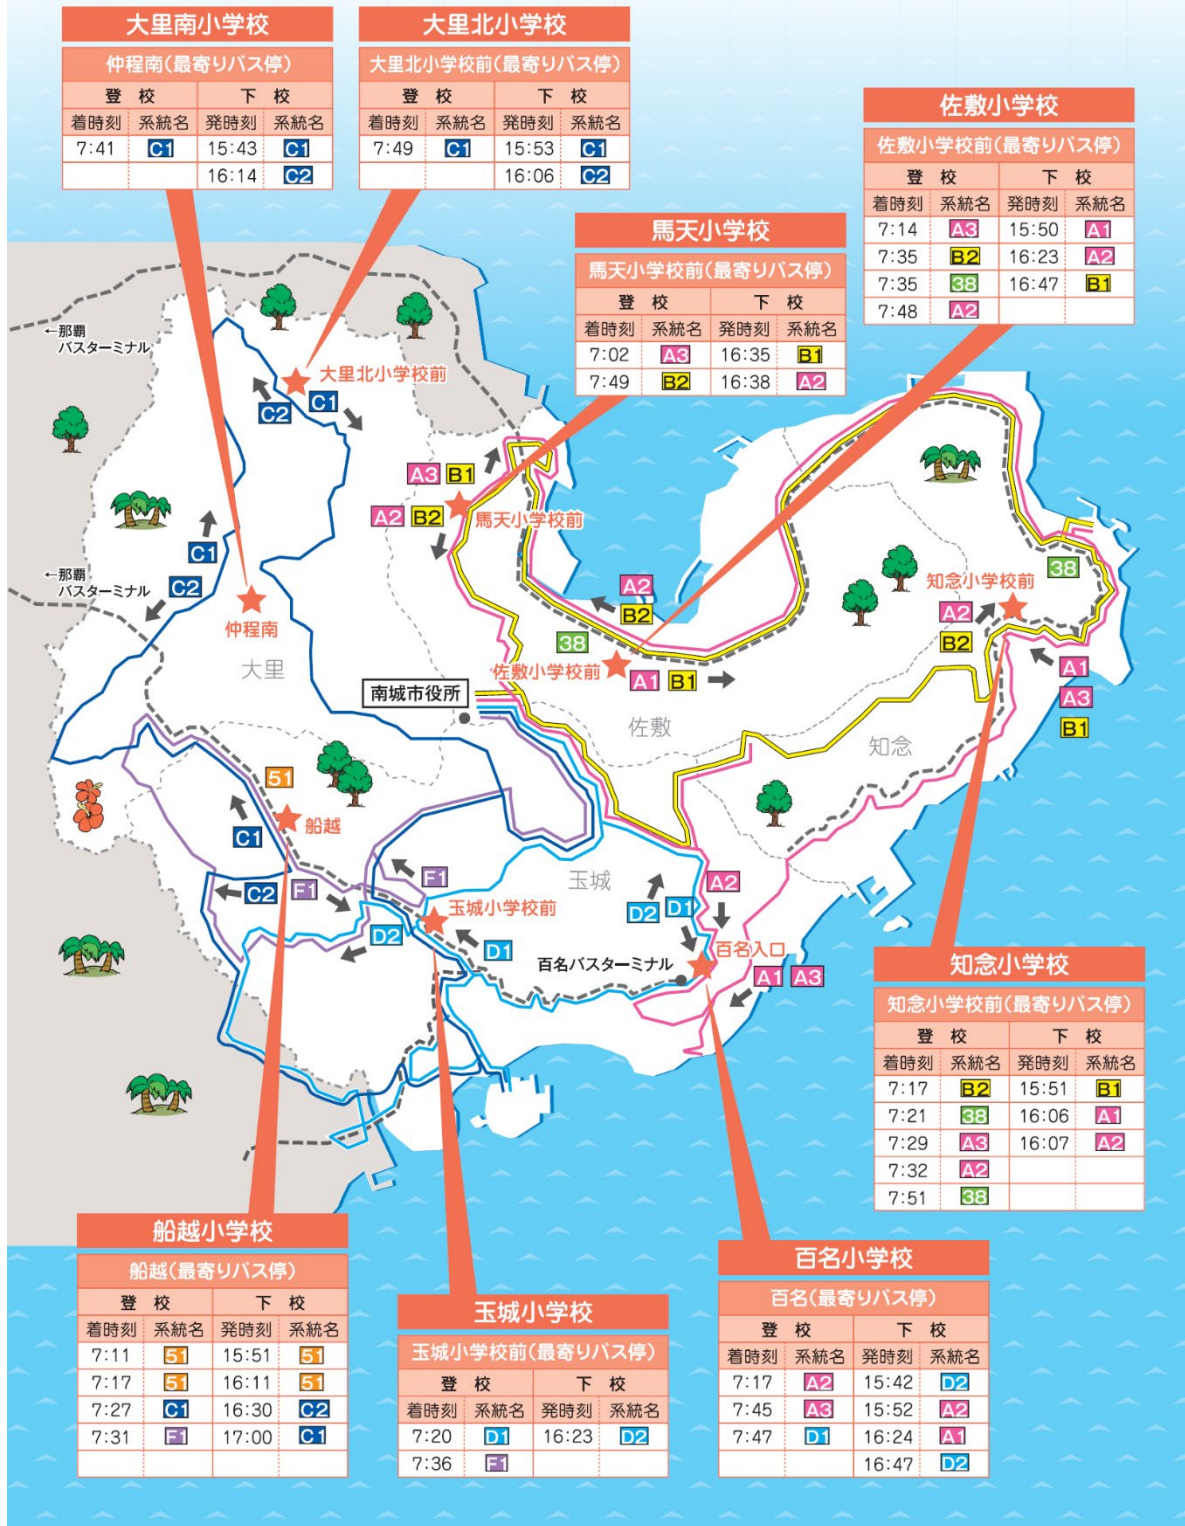 大里南小学校
仲程南(最寄りバス停)
登 校 下 校
着時刻 系統名 発時刻 系統名
7:41 C1 15:43 C1
16:14 C2
大里北小学校
大里北小学校前(最寄りバス停)
登 校 下 校
着時刻 系統名 発時刻 系統名
7:49 C1 15:53 C1
16:06 C2
佐敷小学校
佐敷小学校前(最寄りバス停)
登 校 下 校
着時刻 系統名 発時刻 系統名
7:14 A3 15:50 A1
7:35 B2 16:23 A2
7:35 38 16:47 B1
7:48 A2
馬天小学校
馬天小学校前(最寄りバス停)
登 校 下 校
着時刻 系統名 発時刻 系統名
7:02 A3 16:35 B1
7:49 B2 16:38 A2
←那覇
バスターミナル
大里北小学校前
C2 C1
A3 B1
A2 B2
馬天小学校前
C1
←那覇
バスターミナル
C2
仲程南
大里
A2
B2
38
佐敷小学校前
A1 B1
38
知念小学校前
A2
B2
A1
A3
B1
南城市役所
佐敷
知念
51
船越
C1
F1
C2
F1
玉城
玉城小学校前
D2
D1
A2
D2 D1
百名入口
百名バスターミナル
A1 A3
知念小学校
知念小学校前(最寄りバス停)
登 校 下 校
着時刻 系統名 発時刻 系統名
7:17 B2 15:51 B1
7:21 38 16:06 A1
7:29 A3 16:07 A2
7:32 A2
7:51 38
船越小学校
船越(最寄りバス停)
登 校 下 校
着時刻 系統名 発時刻 系統名
7:11 51 15:51 51
7:17 51 16:11 51
7:27 C1 16:30 C2
7:31 F1 17:00 C1
玉城小学校
玉城小学校前(最寄りバス停)
登 校 下 校
着時刻 系統名 発時刻 系統名
7:20 D1 16:23 D2
7:36 F1
百名小学校
百名(最寄りバス停)
登 校 下 校
着時刻 系統名 発時刻 系統名
7:17 A2 15:42 D2
7:45 A3 15:52 A2
7:47 D1 16:24 A1
16:47 D2